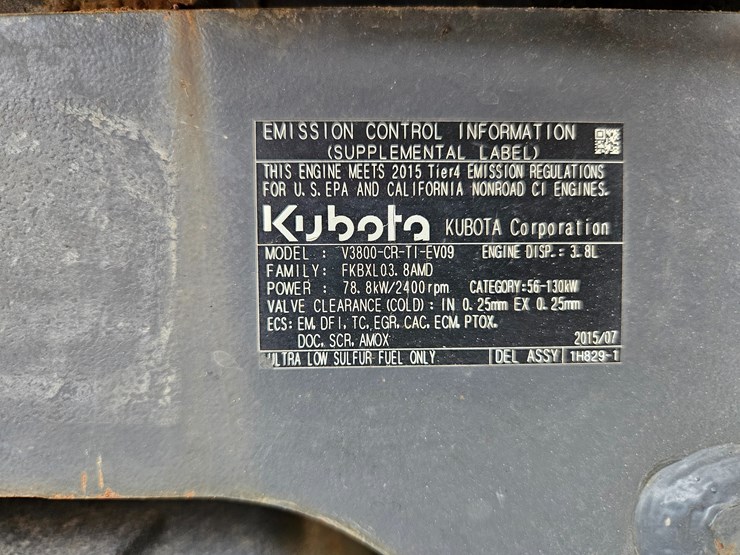 EMISSION CONTROL INFORMATION
(SUPPLEMENTAL LABEL)
THIS ENGINE MEETS 2015 Tier4 EMISSION REGULATIONS
FOR U.S.EPA AND CALIFORNIA NONROAD CI ENGINES.
Kubota KUBOTA Corporation
MODEL : V3800-CR-TI-EV09 ENGINE DISP.= 3.8L
FAMILY: FKBXL03.8AMD
POWER : 78.8kW/2400rpm CATEGORY=56-130kW
VALVE CLEARANCE(COLD): IN 0.25mm EX 0.25mm
ECS: EM, DFI, TC, EGR, CAC, ECM, PTOX,
DOC, SCR, AMOX 2015/07
ULTRA LOW SULFUR FUEL ONLY DEL ASSY 1H829-1